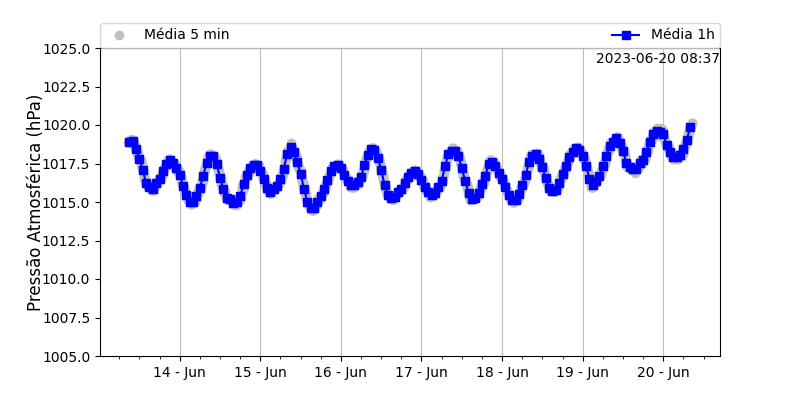 Média 5 min
Média 1h
2023-06-20 08:37
Pressão Atmosférica (hPa)
1025.0
1022.5
1020.0
1017.5
1015.0
1012.5
1010.0
1007.5
1005.0
14 - Jun
15 - Jun
16 - Jun
17 - Jun
18 - Jun
19 - Jun
20 - Jun